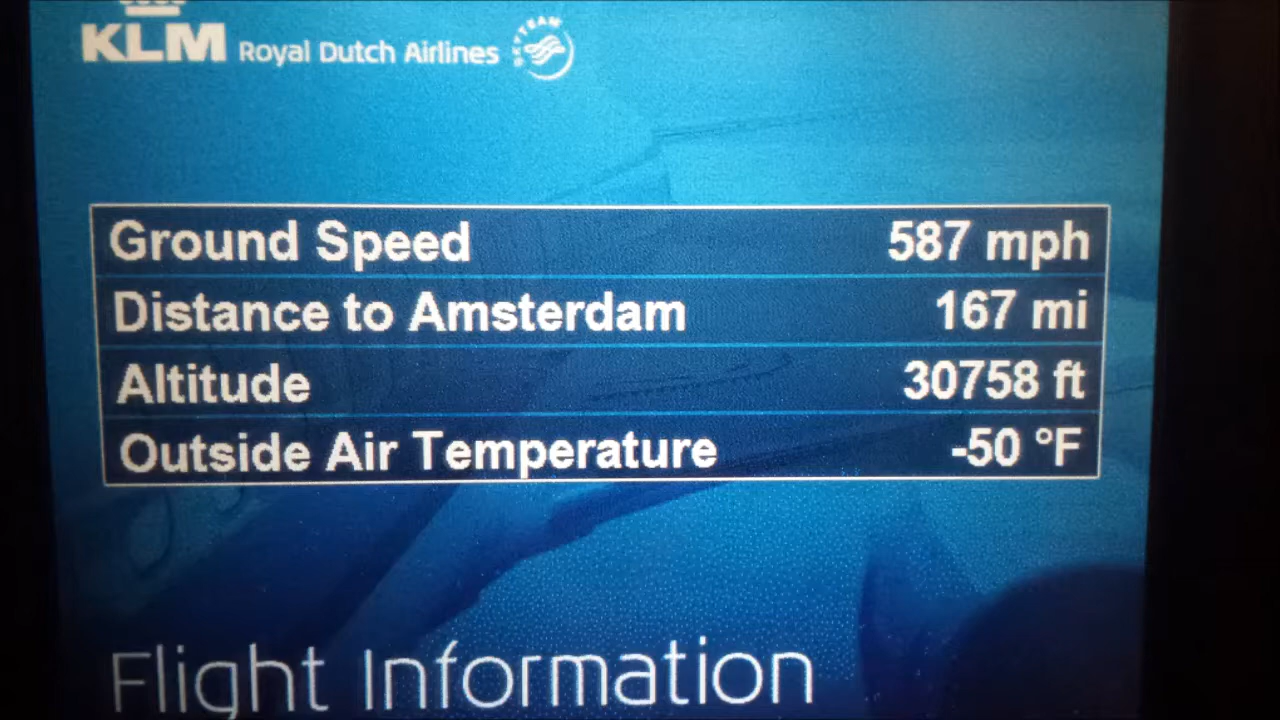 KLM Royal Dutch Airlines SKYTEAM
Ground Speed 587 mph
Distance to Amsterdam 167 mi
Altitude 30758 ft
Outside Air Temperature -50 °F
Flight Information